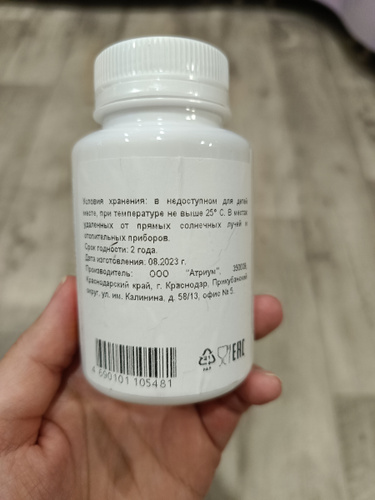 Условия хранения: в недоступном для детей
месте, при температуре не выше 25° С. В местах
удаленных от прямых солнечных лучей и
отопительных приборов.
Срок годности: 2 года.
Дата изготовления: 08.2023 г.
Производитель: ООО "Атриум", 350006,
Краснодарский край, г. Краснодар, Прикубанский
округ, ул. им. Калинина, д. 58/13, офис № 5.
4 690101 105481
EAC